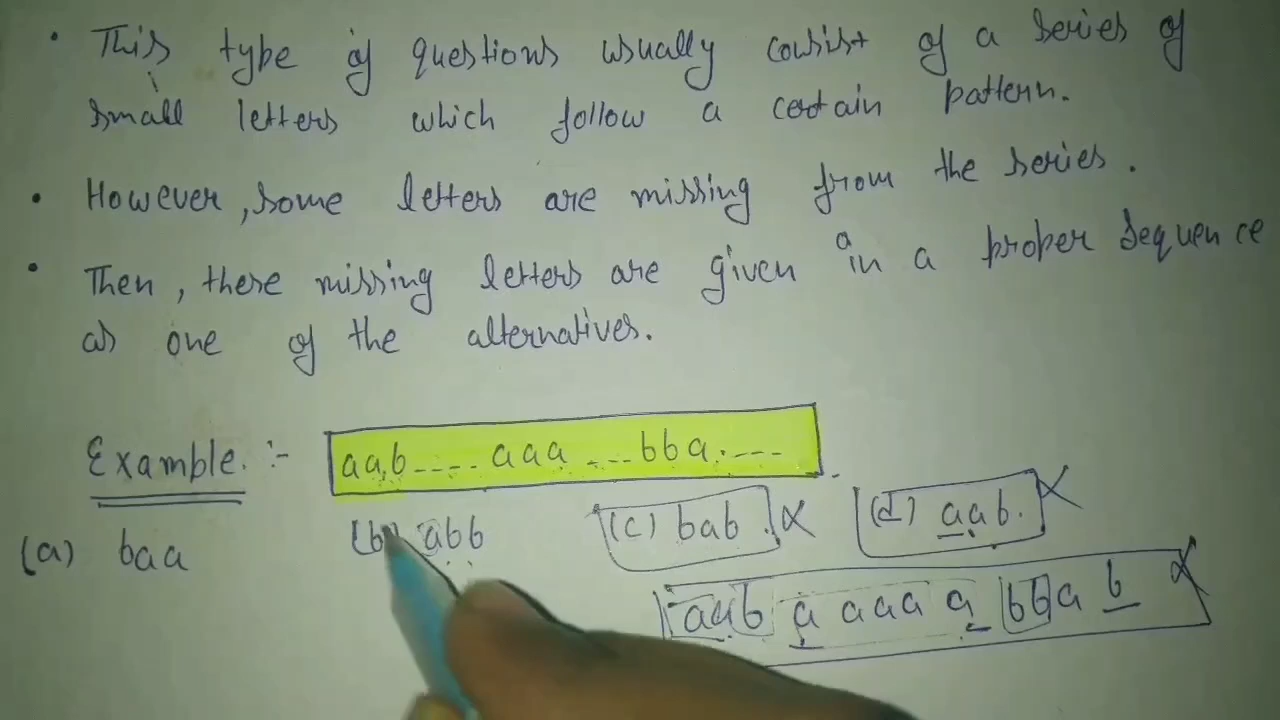 • This type of questions usually consist of a series of
small letters which follow a certain pattern.
• However, some letters are missing from the series.
• Then, these missing letters are given in a proper sequence
a
as one of the alternatives.
Examble :- aa,b---- aaa ---bba.----.
(a) baa (b) abb (c) bab. (d) aab.
aab a aaa a bba b